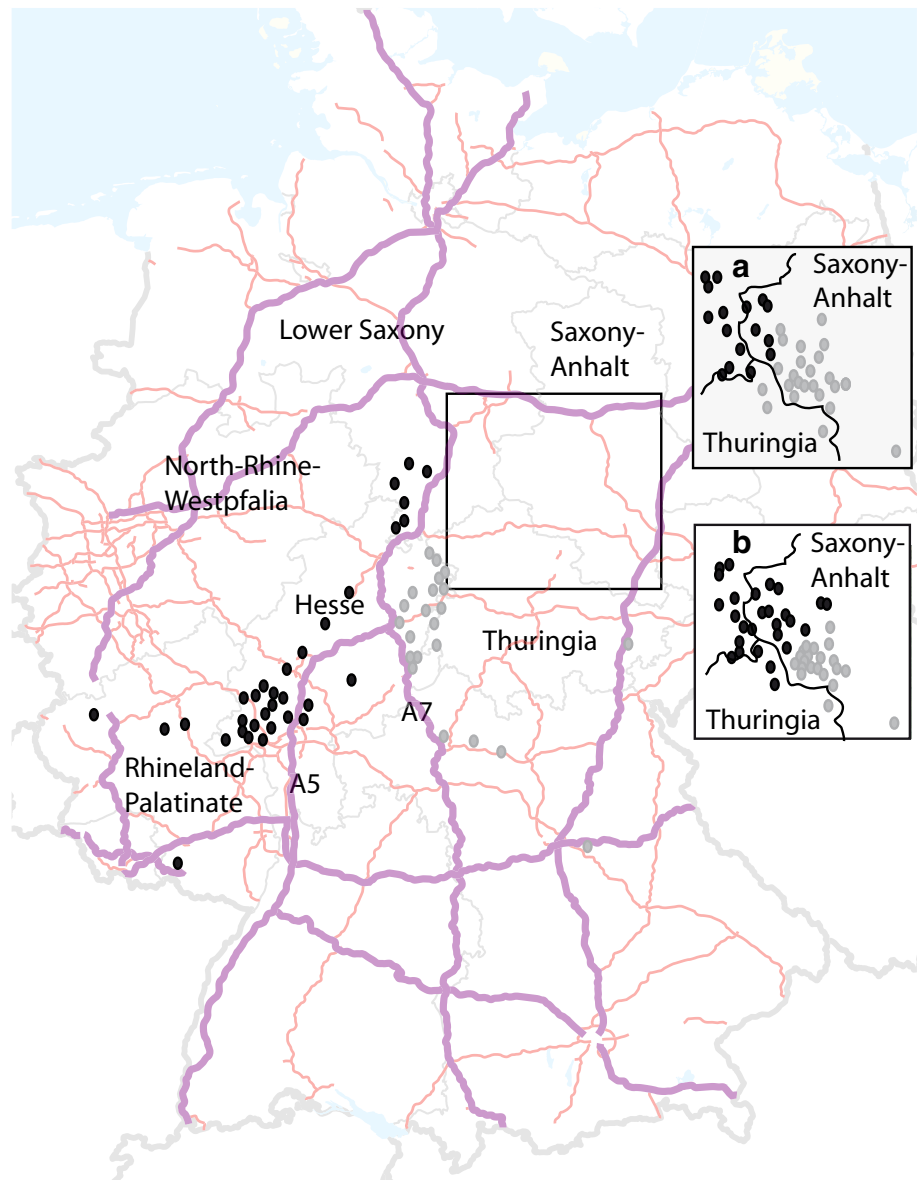 a
Saxony-
Anhalt
Lower Saxony
Saxony-
Anhalt
Thuringia
North-Rhine-
Westpfalia
b
Saxony-
Anhalt
Hesse
Thuringia
A7
Thuringia
Rhineland-
Palatinate
A5